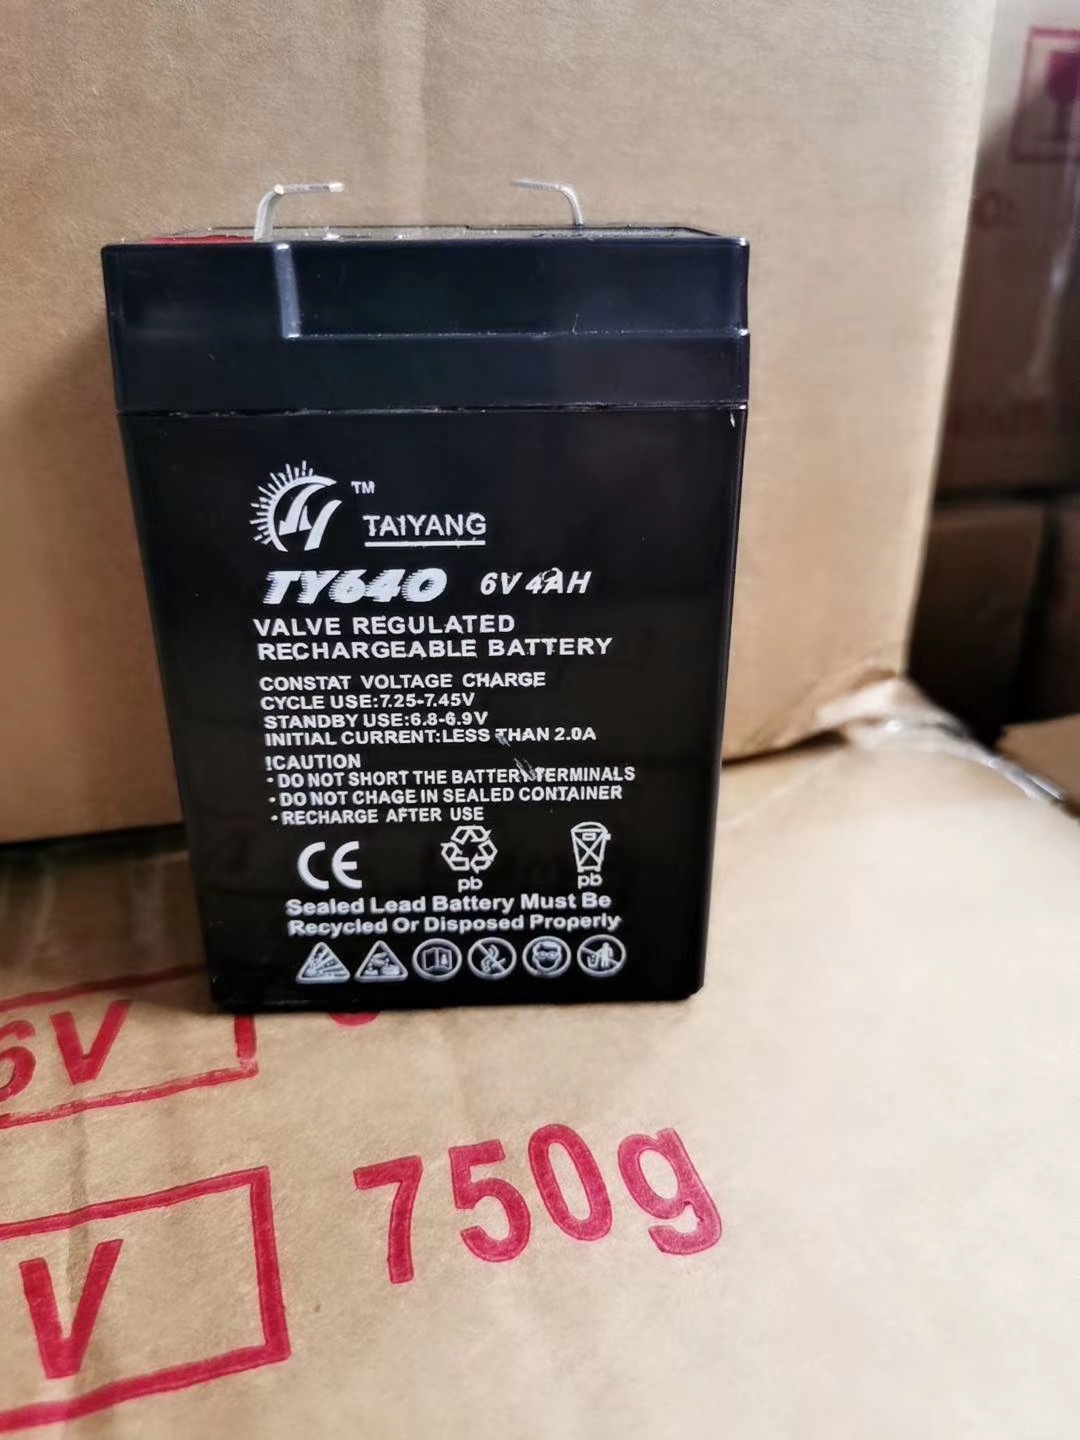 TM
TAIYANG
TY640 6V 4AH
VALVE REGULATED
RECHARGEABLE BATTERY
CONSTAT VOLTAGE CHARGE
CYCLE USE:7.25-7.45V
STANDBY USE:6.8-6.9V
INITIAL CURRENT:LESS THAN 2.0A
!CAUTION
• DO NOT SHORT THE BATTERY TERMINALS
• DO NOT CHAGE IN SEALED CONTAINER
• RECHARGE AFTER USE
CE
pb pb
Sealed Lead Battery Must Be
Recycled Or Disposed Properly
6V
750g
V